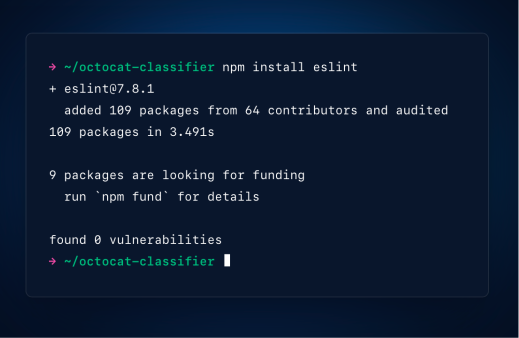 → ~/octocat-classifier npm install eslint
+ eslint@7.8.1
  added 109 packages from 64 contributors and audited
109 packages in 3.491s

9 packages are looking for funding
  run `npm fund` for details

found 0 vulnerabilities
→ ~/octocat-classifier